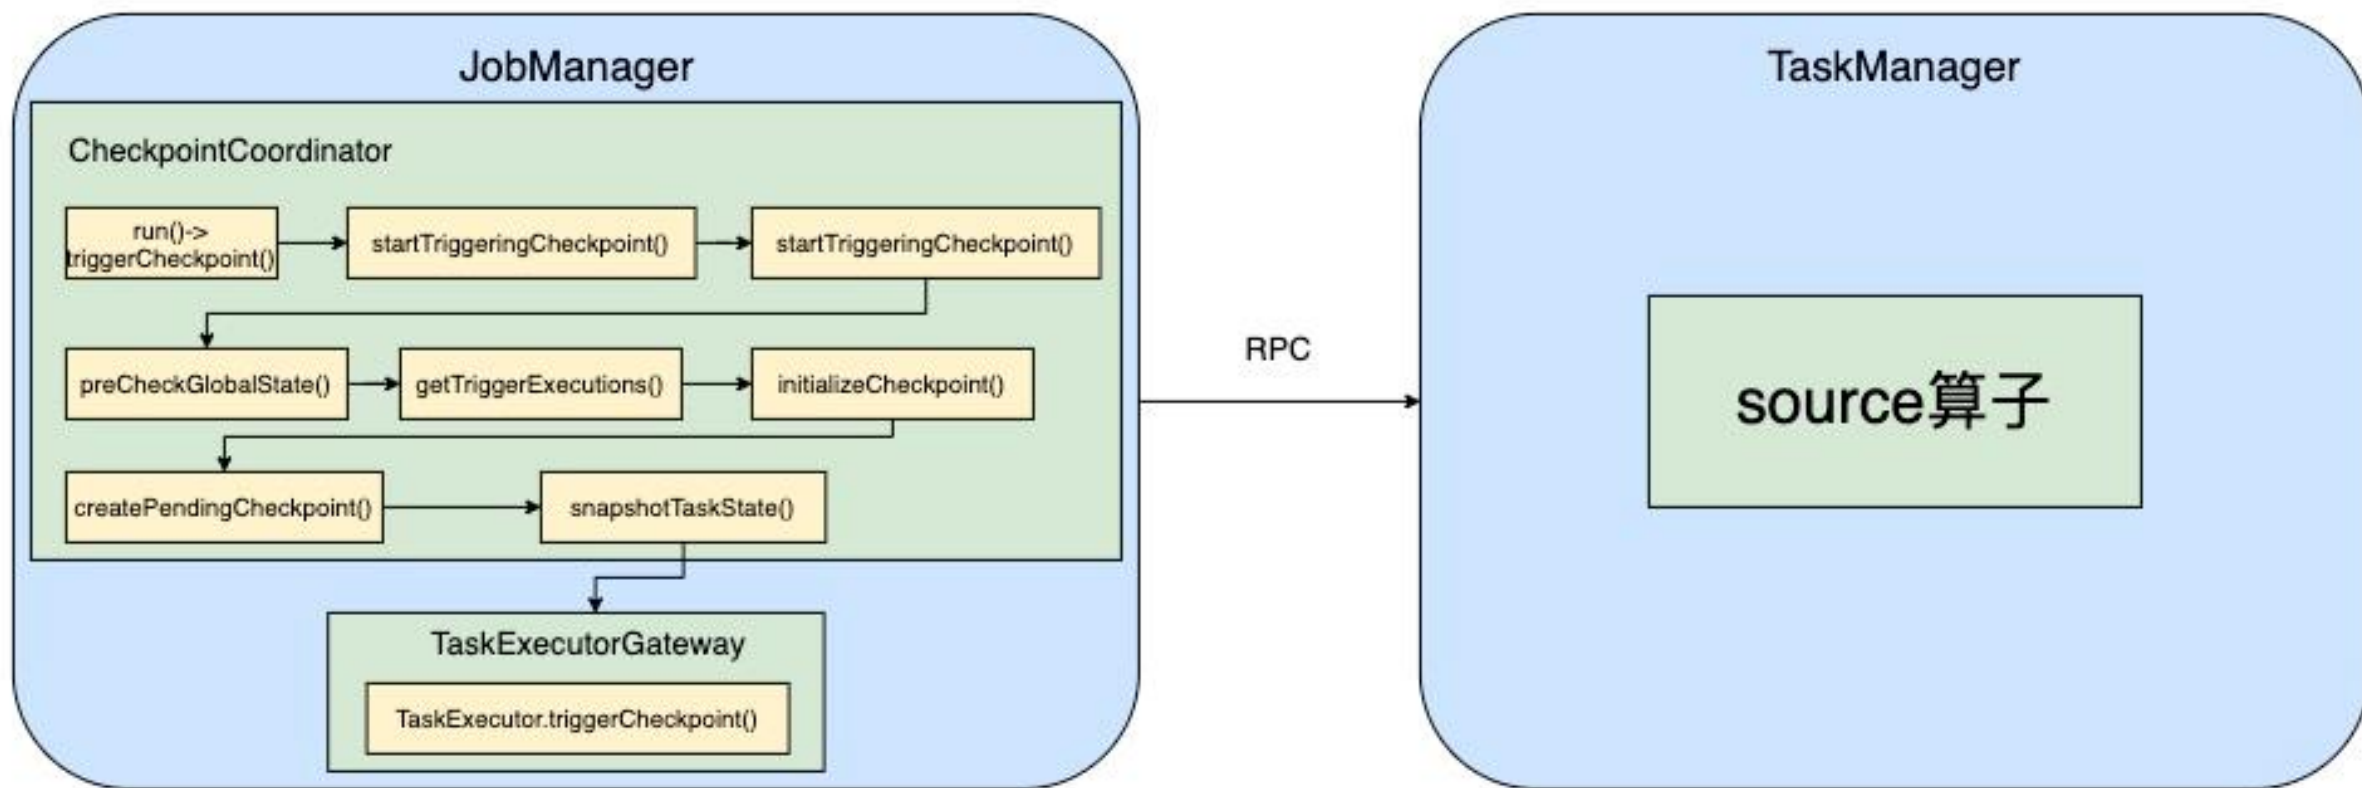 JobManager
CheckpointCoordinator
run()->
triggerCheckpoint()
startTriggeringCheckpoint()
startTriggeringCheckpoint()
preCheckGlobalState()
getTriggerExecutions()
initializeCheckpoint()
createPendingCheckpoint()
snapshotTaskState()
TaskExecutorGateway
TaskExecutor.triggerCheckpoint()
RPC
TaskManager
source算子